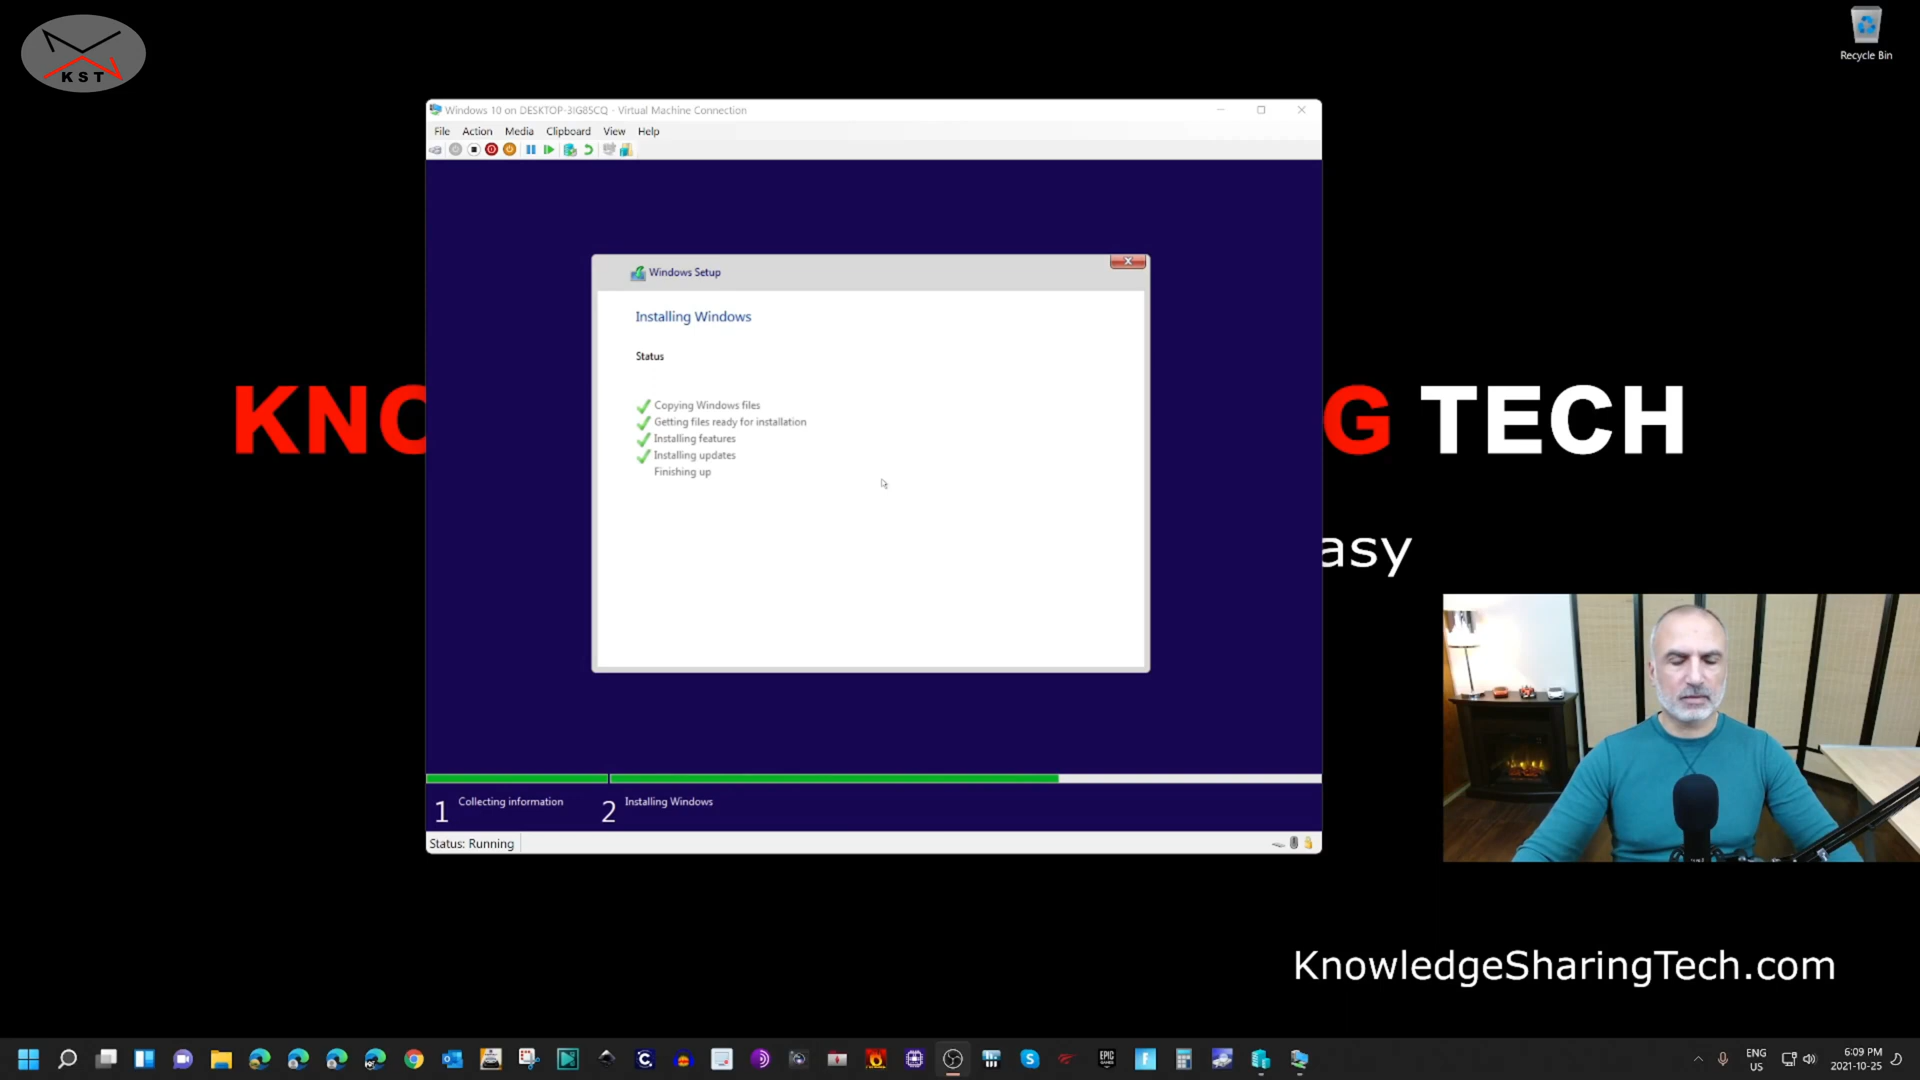 KST
Recycle Bin
Windows 10 on DESKTOP-3IG85CQ - Virtual Machine Connection
File Action Media Clipboard View Help
Windows Setup
Installing Windows
Status
Copying Windows files
Getting files ready for installation
Installing features
Installing updates
Finishing up
KNO
G TECH
asy
1 Collecting information
2 Installing Windows
Status: Running
KnowledgeSharingTech.com
EPIC
ENG
US
6:09 PM
2021-10-25